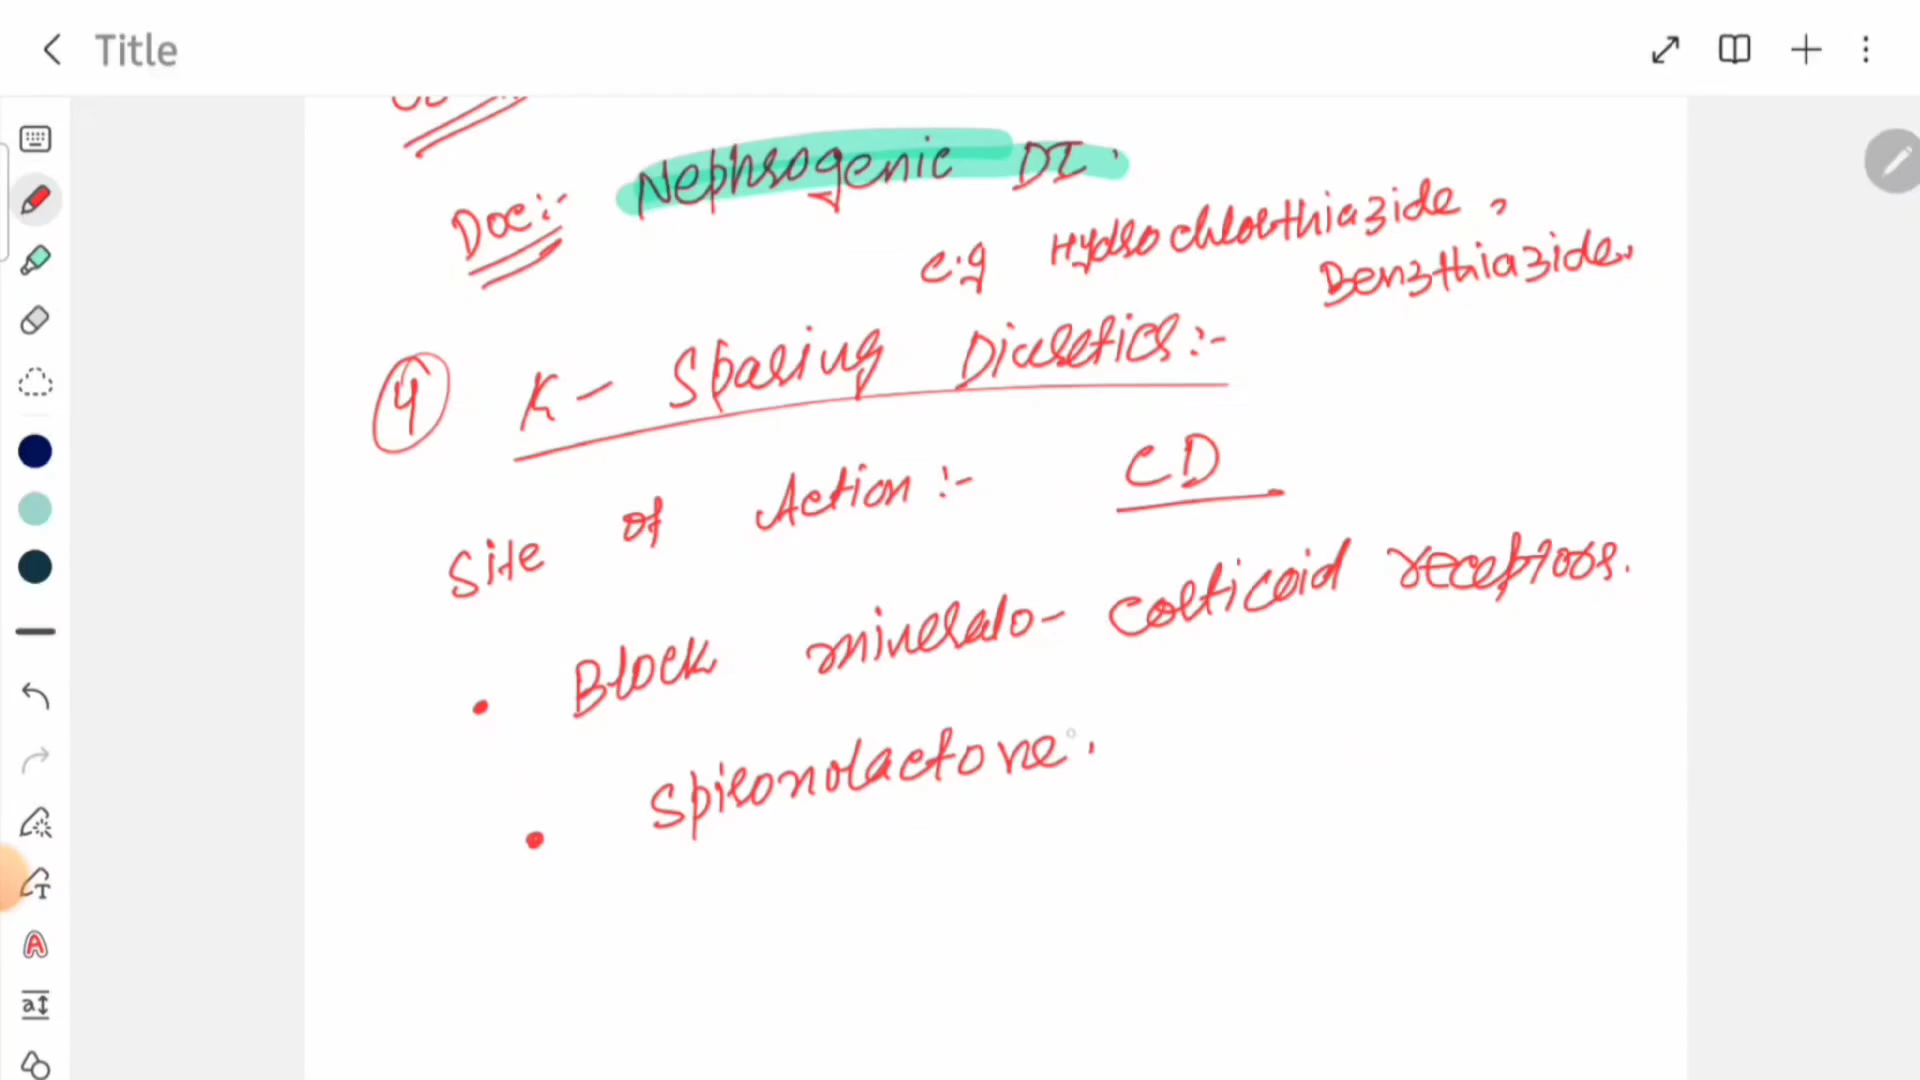 Title
Doc:- Nephrogenic DI.
e.g Hydrochlorthiazide,
Benzthiazide.
4 K- Sparing Diuretics:-
Site of Action:- CD
• Block mineralo-corticoid receptors.
• Spironolactone.